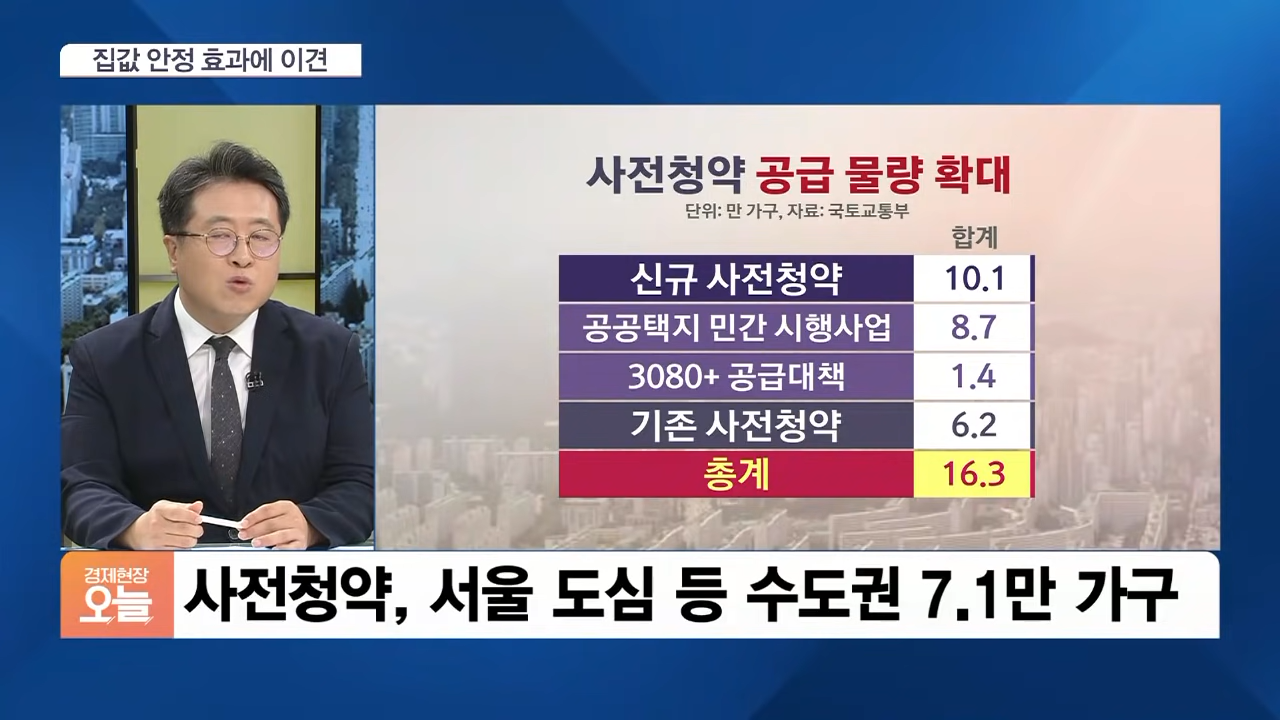 집값 안정 효과에 이견
사전청약 공급 물량 확대
단위: 만 가구, 자료: 국토교통부
합계
신규 사전청약 10.1
공공택지 민간 시행사업 8.7
3080+ 공급대책 1.4
기존 사전청약 6.2
총계 16.3
경제현장
오늘
사전청약, 서울 도심 등 수도권 7.1만 가구